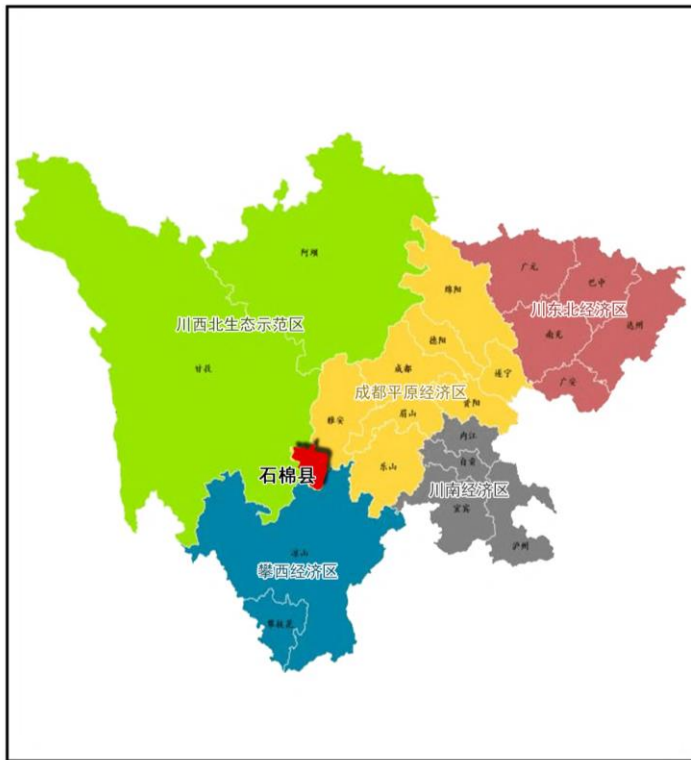 阿坝
广元
巴中
绵阳
川东北经济区
川西北生态示范区
达州
南充
德阳
甘孜
成都
遂宁
广安
成都平原经济区
资阳
眉山
雅安
内江
自贡
乐山
石棉县
川南经济区
宜宾
泸州
凉山
攀西经济区
攀枝花